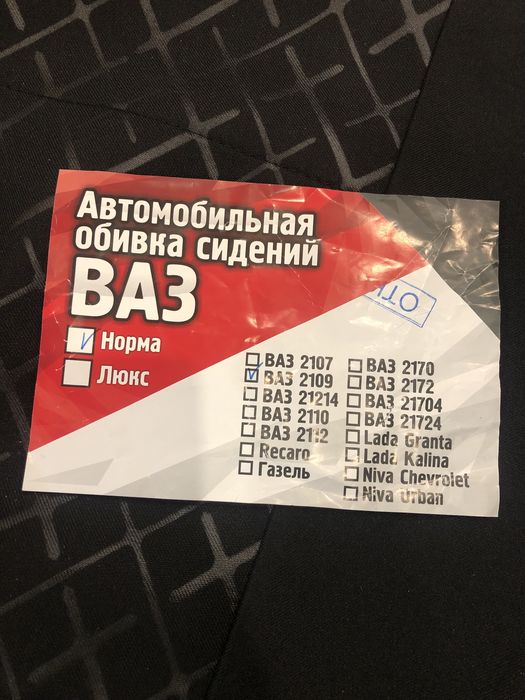 Автомобильная
обивка сидений
ВАЗ
Норма
Люкс
ВАЗ 2107
ВАЗ 2109
ВАЗ 21214
ВАЗ 2110
ВАЗ 2112
Recaro
Газель
ВАЗ 2170
ВАЗ 2172
ВАЗ 21704
ВАЗ 21724
Lada Granta
Lada Kalina
Niva Chevrolet
Niva Urban